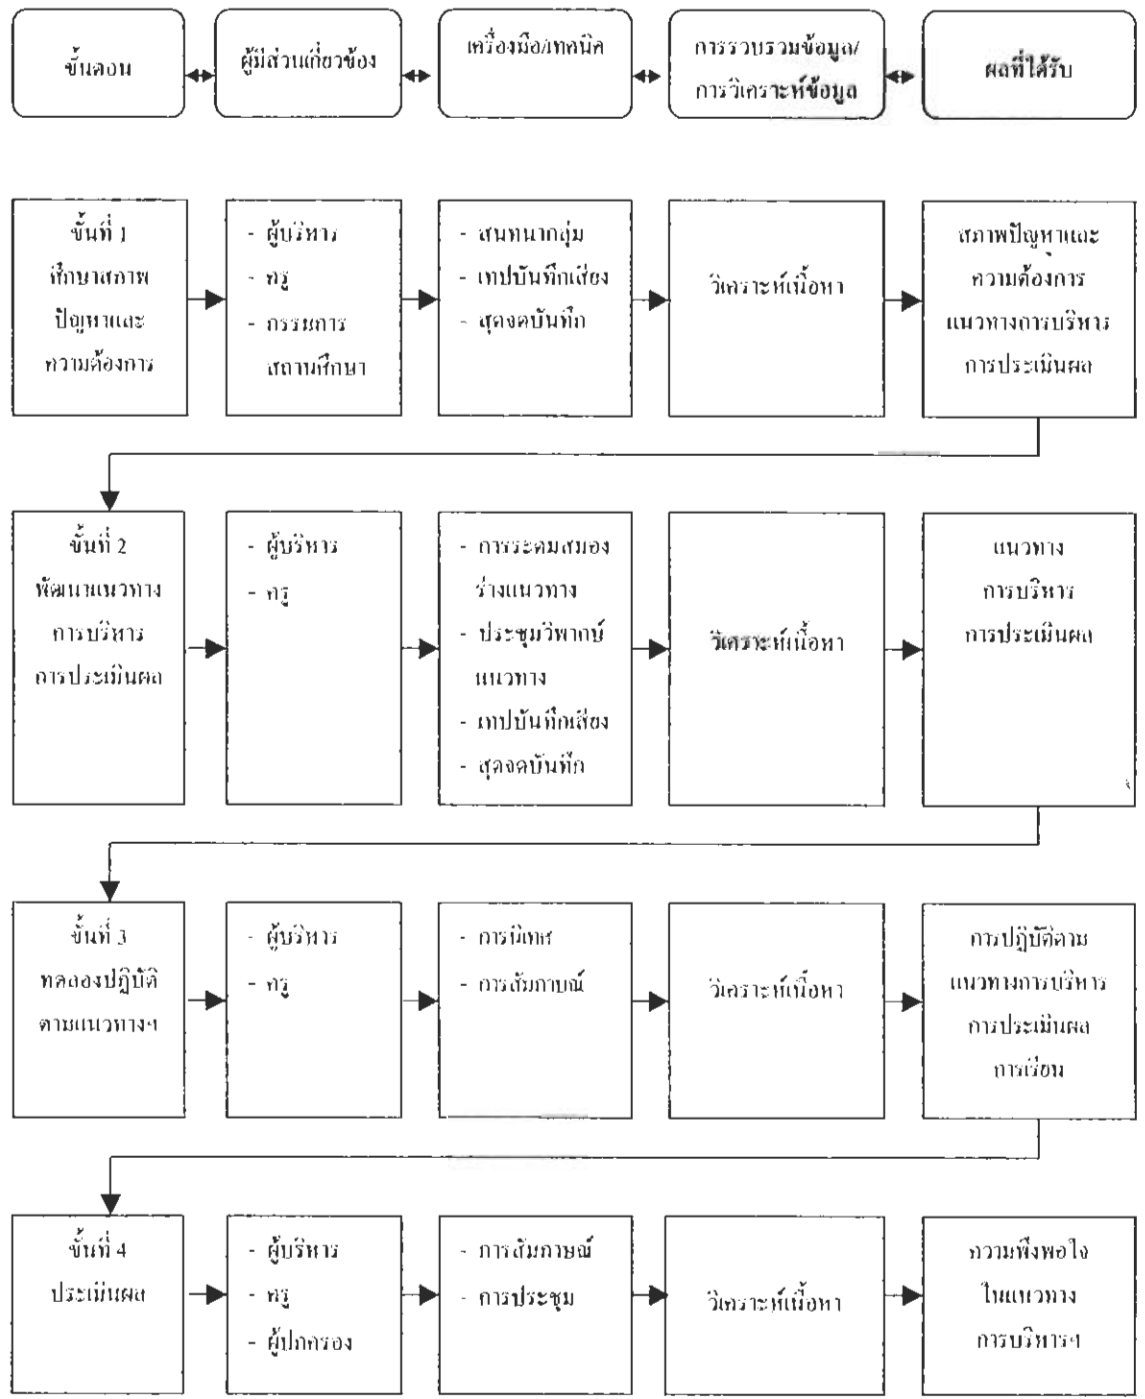 ขั้นตอน
ผู้มีส่วนเกี่ยวข้อง
เครื่องมือ/เทคนิค
การรวบรวมข้อมูล/
การวิเคราะห์ข้อมูล
ผลที่ได้รับ
ขั้นที่ 1
ศึกษาสภาพ
ปัญหาและ
ความต้องการ
- ผู้บริหาร
- ครู
- กรรมการ
สถานศึกษา
- สนทนากลุ่ม
- เทปบันทึกเสียง
- สุดจดบันทึก
วิเคราะห์เนื้อหา
สภาพปัญหาและ
ความต้องการ
แนวทางการบริหาร
การประเมินผล
ขั้นที่ 2
พัฒนาแนวทาง
การบริหาร
การประเมินผล
- ผู้บริหาร
- ครู
- การระดมสมอง
ร่างแนวทาง
- ประชุมวิพากษ์
แนวทาง
- เทปบันทึกเสียง
- สุดจดบันทึก
วิเคราะห์เนื้อหา
แนวทาง
การบริหาร
การประเมินผล
ขั้นที่ 3
ทดลองปฏิบัติ
ตามแนวทางฯ
- ผู้บริหาร
- ครู
- การนิเทศ
- การสัมภาษณ์
วิเคราะห์เนื้อหา
การปฏิบัติตาม
แนวทางการบริหาร
การประเมินผล
การเรียน
ขั้นที่ 4
ประเมินผล
- ผู้บริหาร
- ครู
- ผู้ปกครอง
- การสัมภาษณ์
- การประชุม
วิเคราะห์เนื้อหา
ความพึงพอใจ
ในแนวทาง
การบริหารฯ